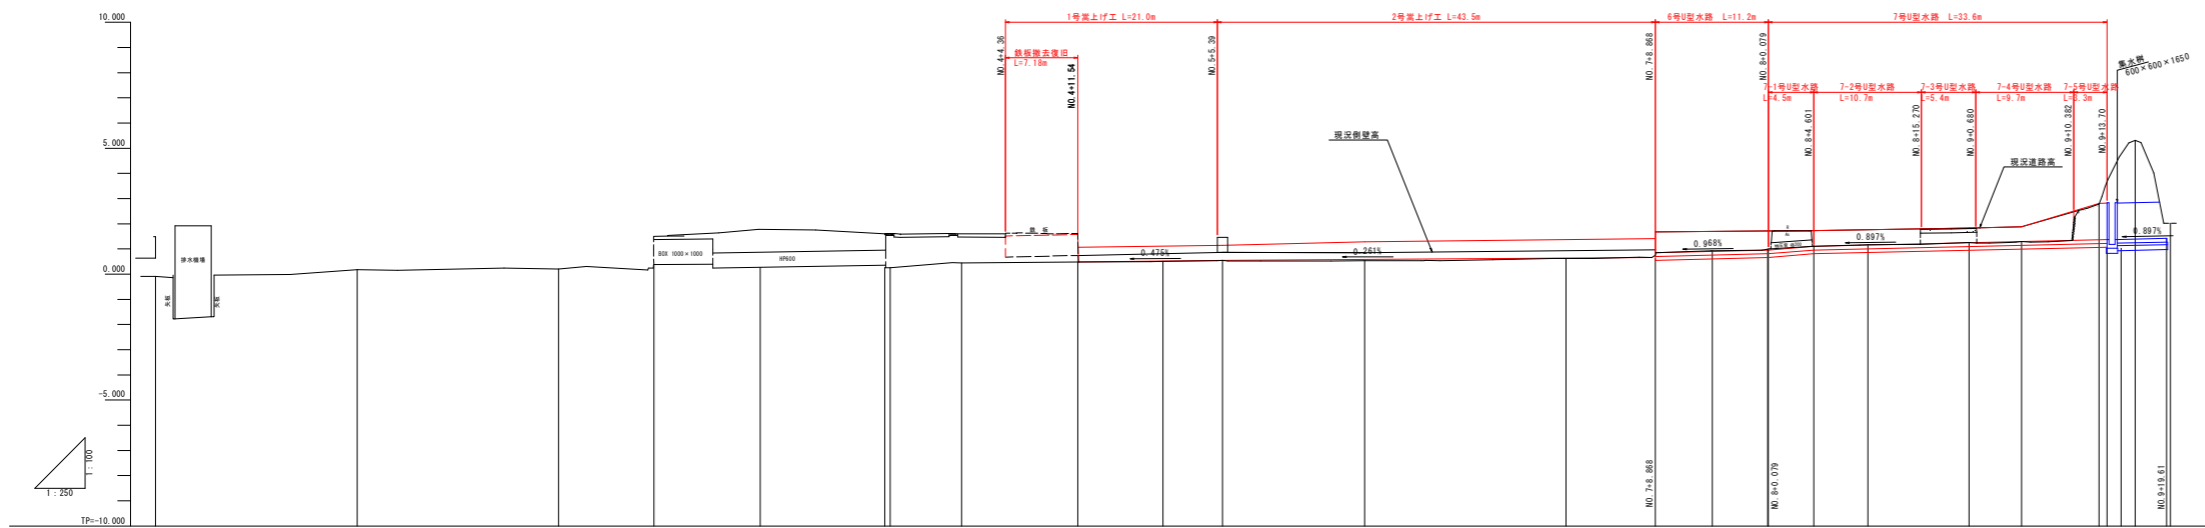 10.000
5.000
0.000
-5.000
TP=-10.000
1 : 100
1 : 250
矢板
排水機場
矢板
BOX 1000×1000
HP600
1号嵩上げ工 L=21.0m
2号嵩上げ工 L=43.5m
6号U型水路 L=11.2m
7号U型水路 L=33.6m
NO.4+4.36
鉄板撤去復旧
L=7.18m
NO.4+11.54
NO.5+5.39
NO.7+8.868
NO.8+0.079
集水桝
600×600×1650
7-1号U型水路
L=4.5m
7-2号U型水路
L=10.7m
7-3号U型水路
L=5.4m
7-4号U型水路
L=9.7m
7-5号U型水路
L=3.3m
NO.8+4.601
NO.8+15.270
NO.9+0.680
NO.9+10.382
NO.9+13.70
現況側壁高
現況道路高
鉄 板
0.475%
0.261%
0.968%
0.897%
0.897%
NO.7+8.868
NO.8+0.079
NO.9+19.61